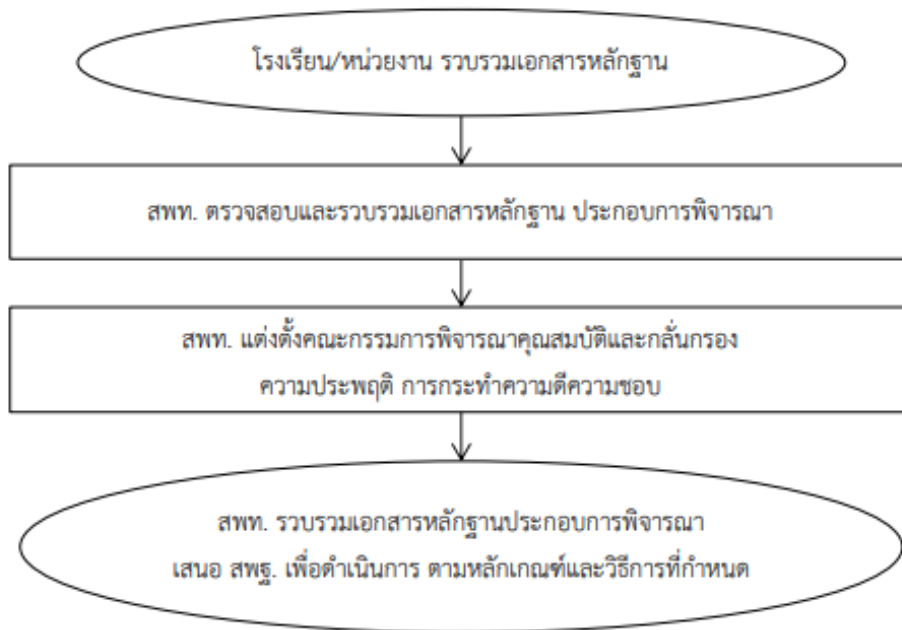 โรงเรียน/หน่วยงาน รวบรวมเอกสารหลักฐาน
สพท. ตรวจสอบและรวบรวมเอกสารหลักฐาน ประกอบการพิจารณา
สพท. แต่งตั้งคณะกรรมการพิจารณาคุณสมบัติและกลั่นกรอง
ความประพฤติ การกระทำความดีความชอบ
สพท. รวบรวมเอกสารหลักฐานประกอบการพิจารณา
เสนอ สพฐ. เพื่อดำเนินการ ตามหลักเกณฑ์และวิธีการที่กำหนด